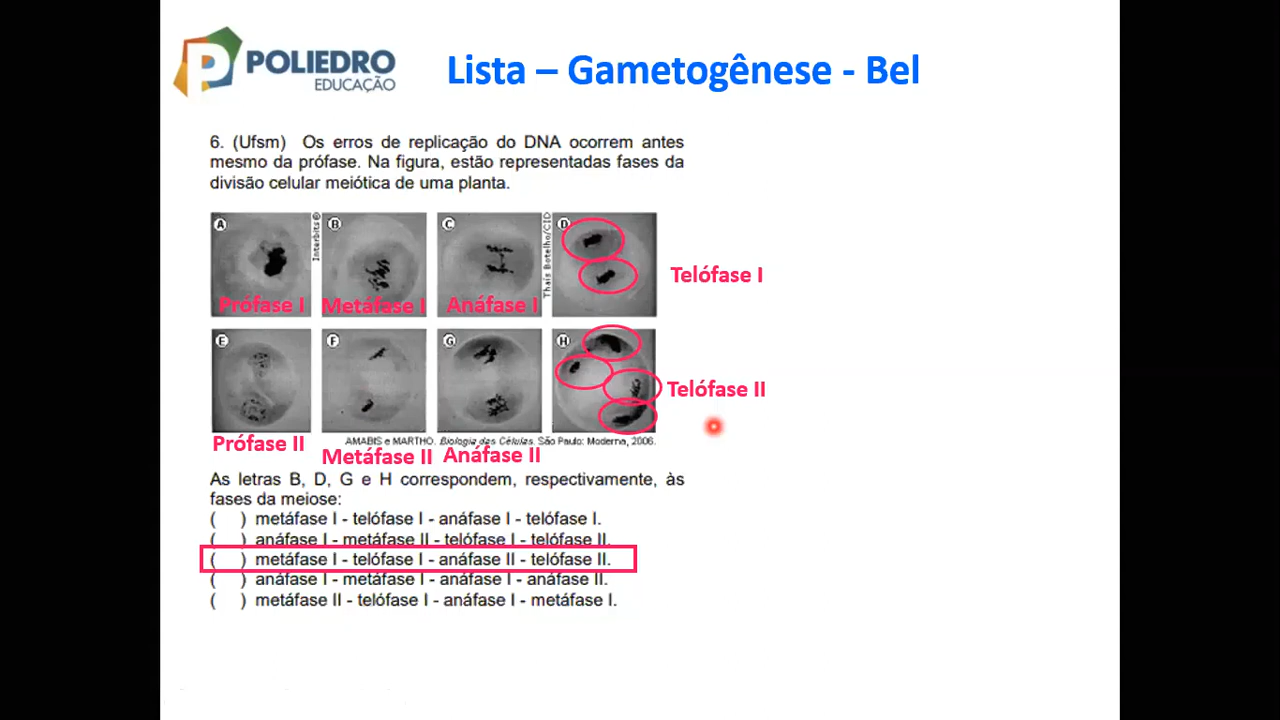 POLIEDRO
EDUCAÇÃO
Lista – Gametogênese - Bel
6. (Ufsm) Os erros de replicação do DNA ocorrem antes
mesmo da prófase. Na figura, estão representadas fases da
divisão celular meiótica de uma planta.
A
Interbits®
B
C
Thaís Botelho/CID
D
Prófase I
Metáfase I
Anáfase I
Telófase I
E
F
G
H
Telófase II
AMABIS e MARTHO. Biologia das Células. São Paulo: Moderna, 2006.
Prófase II
Metáfase II
Anáfase II
As letras B, D, G e H correspondem, respectivamente, às
fases da meiose:
( ) metáfase I - telófase I - anáfase I - telófase I.
( ) anáfase I - metáfase II - telófase I - telófase II.
( ) metáfase I - telófase I - anáfase II - telófase II.
( ) anáfase I - metáfase I - anáfase I - anáfase II.
( ) metáfase II - telófase I - anáfase I - metáfase I.